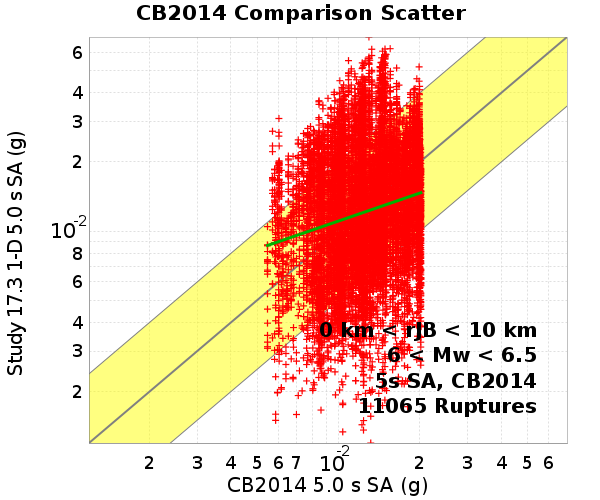 CB2014 Comparison Scatter
6
4
3
2
10-2
8
6
4
3
2
Study 17.3 1-D 5.0 s SA (g)
0 km < rJB < 10 km
6 < Mw < 6.5
5s SA, CB2014
11065 Ruptures
2 3 4 5 6 7 10-2 2 3 4 5 6
CB2014 5.0 s SA (g)